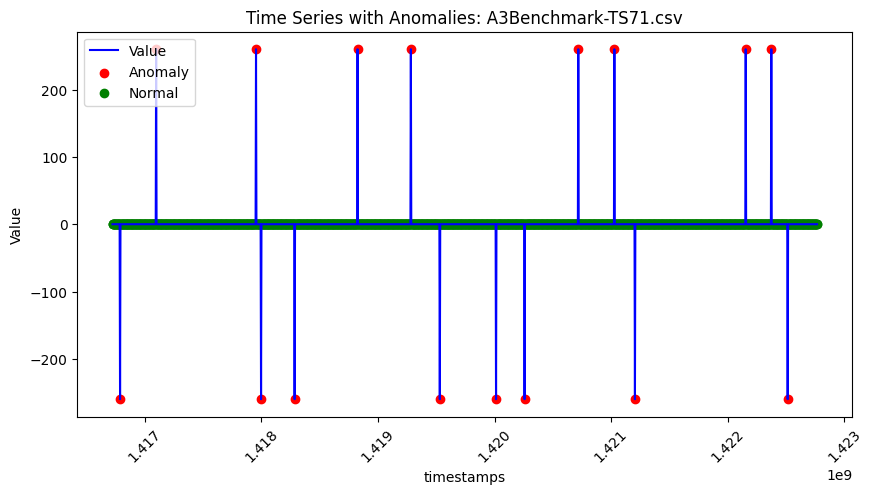 Time Series with Anomalies: A3Benchmark-TS71.csv
Value
Anomaly
Normal
200
100
0
−100
−200
Value
1.417
1.418
1.419
1.420
1.421
1.422
1.423
1e9
timestamps